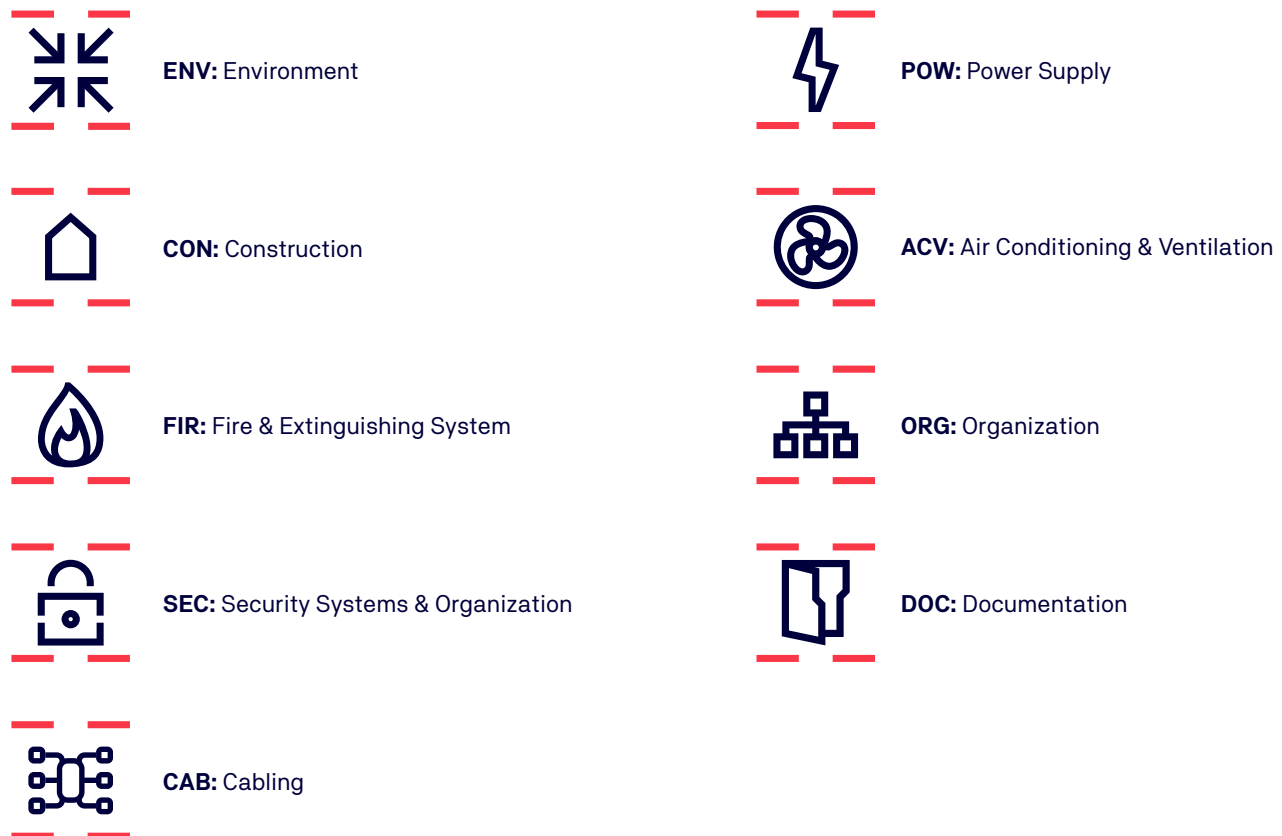 ENV: Environment
CON: Construction
FIR: Fire & Extinguishing System
SEC: Security Systems & Organization
CAB: Cabling
POW: Power Supply
ACV: Air Conditioning & Ventilation
ORG: Organization
DOC: Documentation